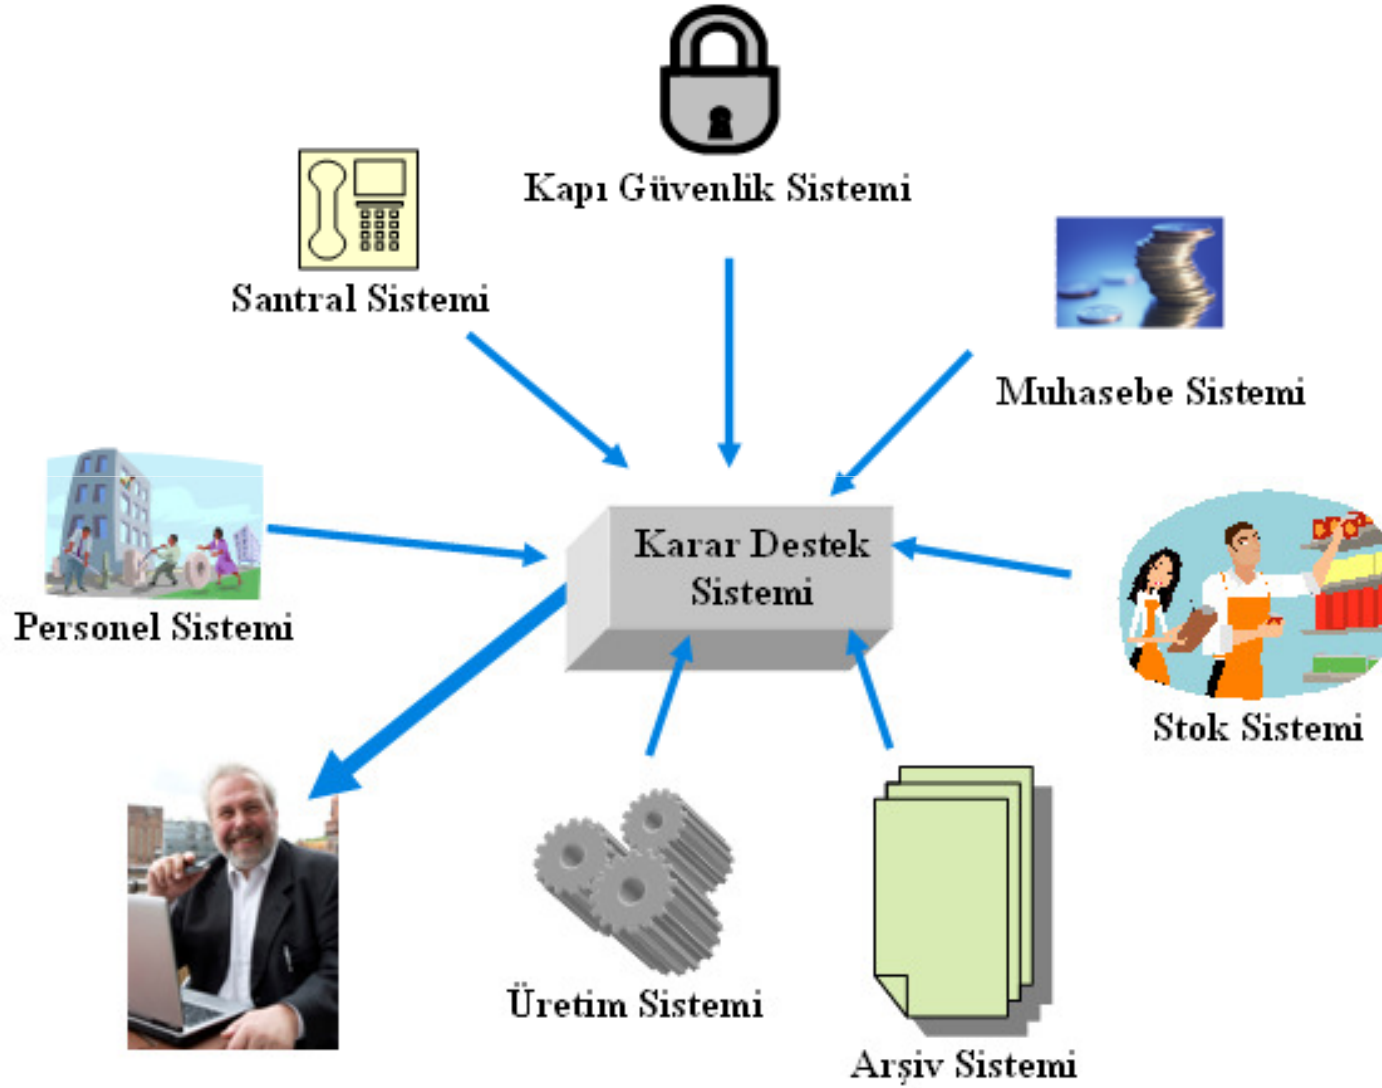 Kapı Güvenlik Sistemi
Santral Sistemi
Muhasebe Sistemi
Karar Destek
Sistemi
Personel Sistemi
Stok Sistemi
Üretim Sistemi
Arşiv Sistemi